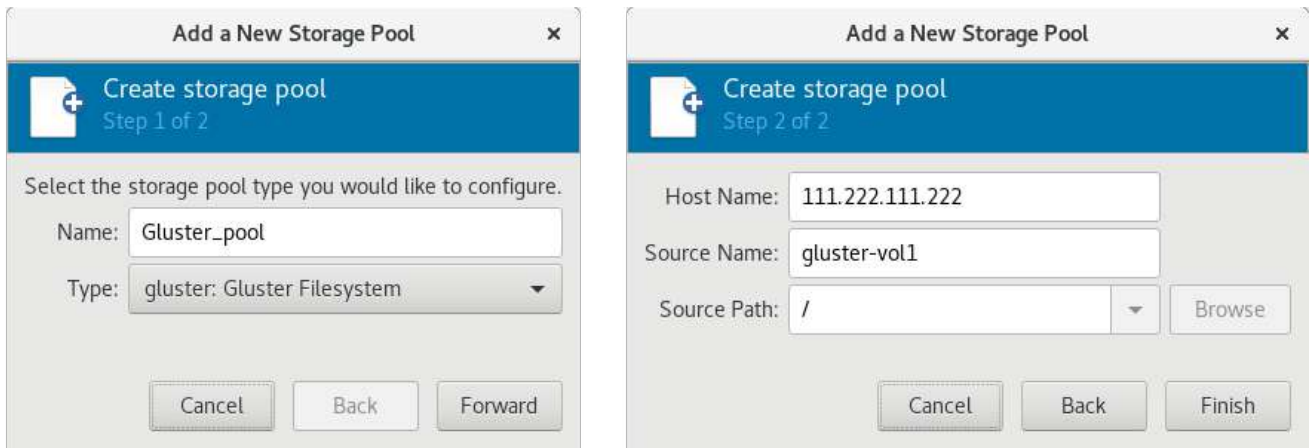 Add a New Storage Pool ×
Create storage pool
Step 1 of 2
Select the storage pool type you would like to configure.
Name: Gluster_pool
Type: gluster: Gluster Filesystem
Cancel Back Forward
Add a New Storage Pool ×
Create storage pool
Step 2 of 2
Host Name: 111.222.111.222
Source Name: gluster-vol1
Source Path: / Browse
Cancel Back Finish